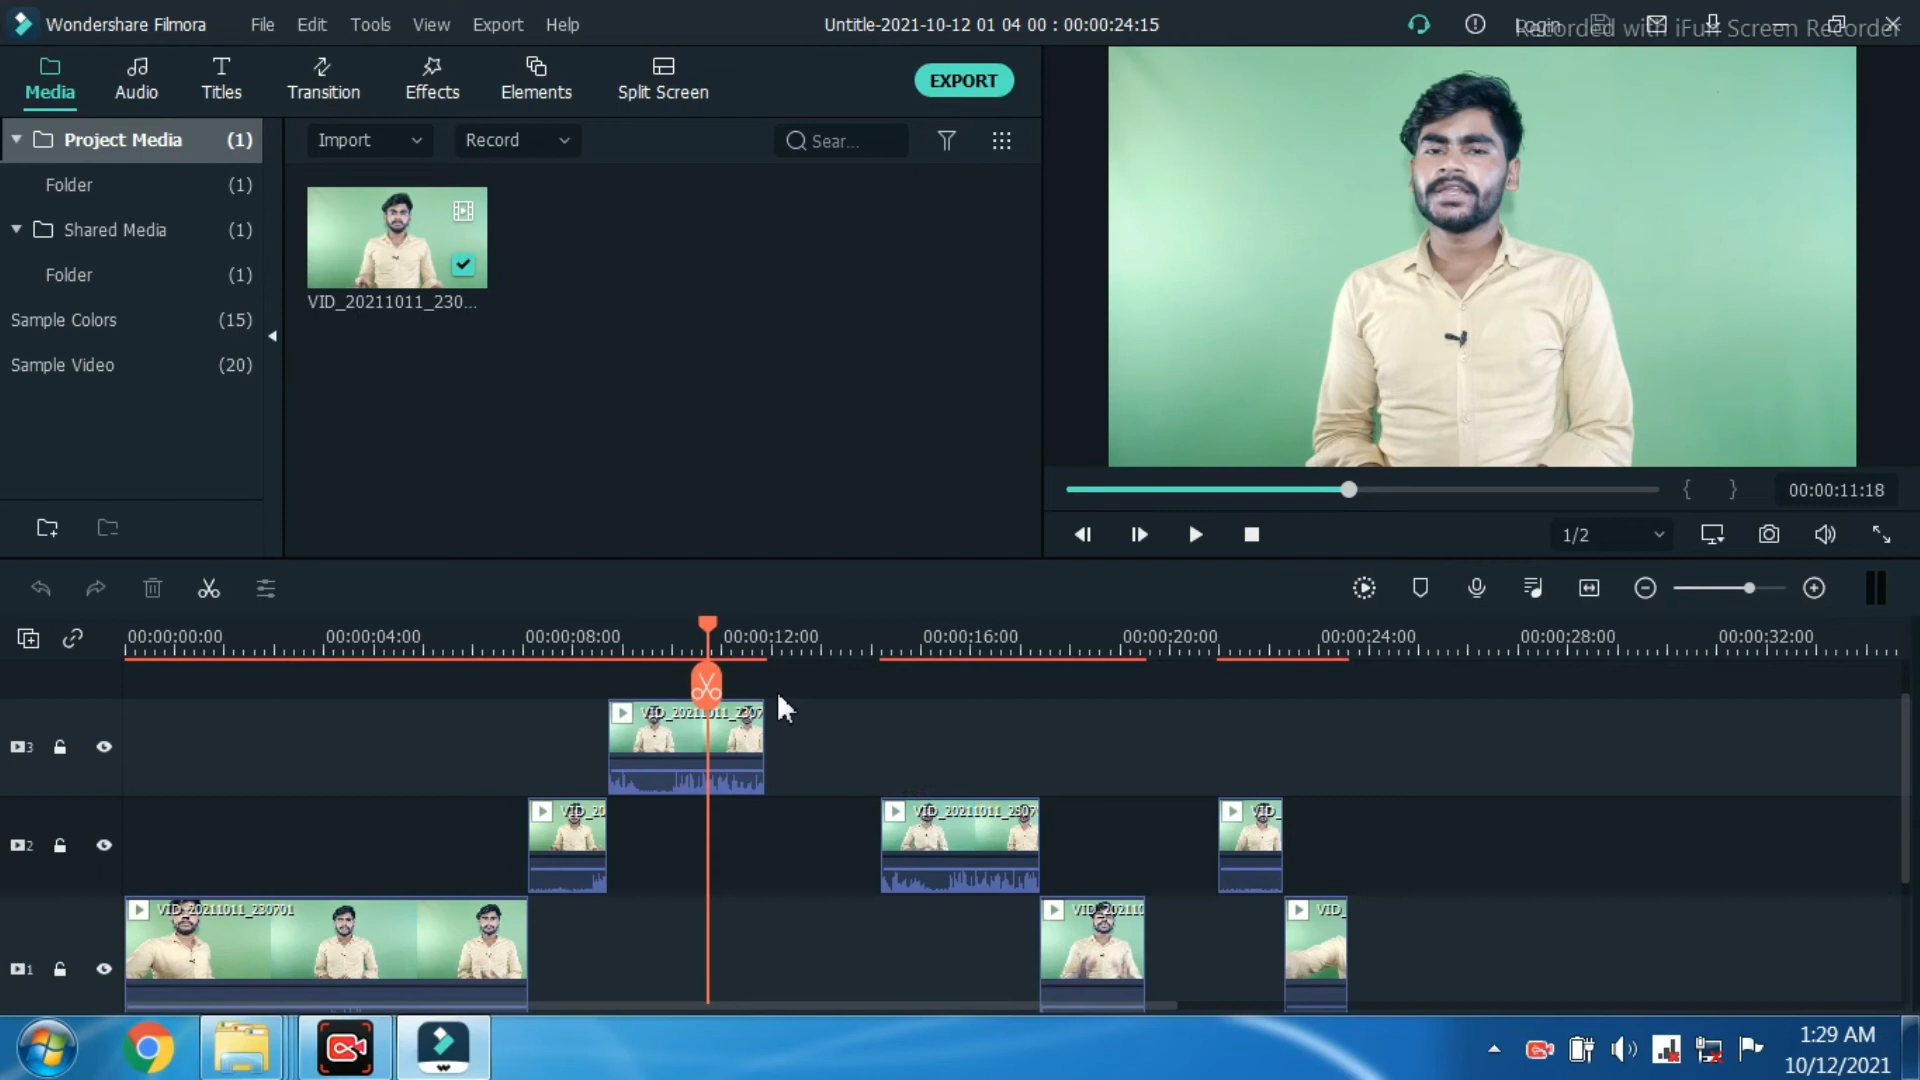 Wondershare Filmora
File
Edit
Tools
View
Export
Help
Untitle-2021-10-12 01 04 00 : 00:00:24:15
Login
Recorded with iFun Screen Recorder
Media
Audio
Titles
Transition
Effects
Elements
Split Screen
EXPORT
Project Media (1)
Folder (1)
Shared Media (1)
Folder (1)
Sample Colors (15)
Sample Video (20)
Import
Record
Sear...
VID_20211011_230...
00:00:11:18
1/2
00:00:00:00
00:00:04:00
00:00:08:00
00:00:12:00
00:00:16:00
00:00:20:00
00:00:24:00
00:00:28:00
00:00:32:00
3
VID_20211011_2307
2
VID_20
VID_20211011_2307
VID_
1
VID_20211011_230701
VID_202110
VID_
1:29 AM
10/12/2021